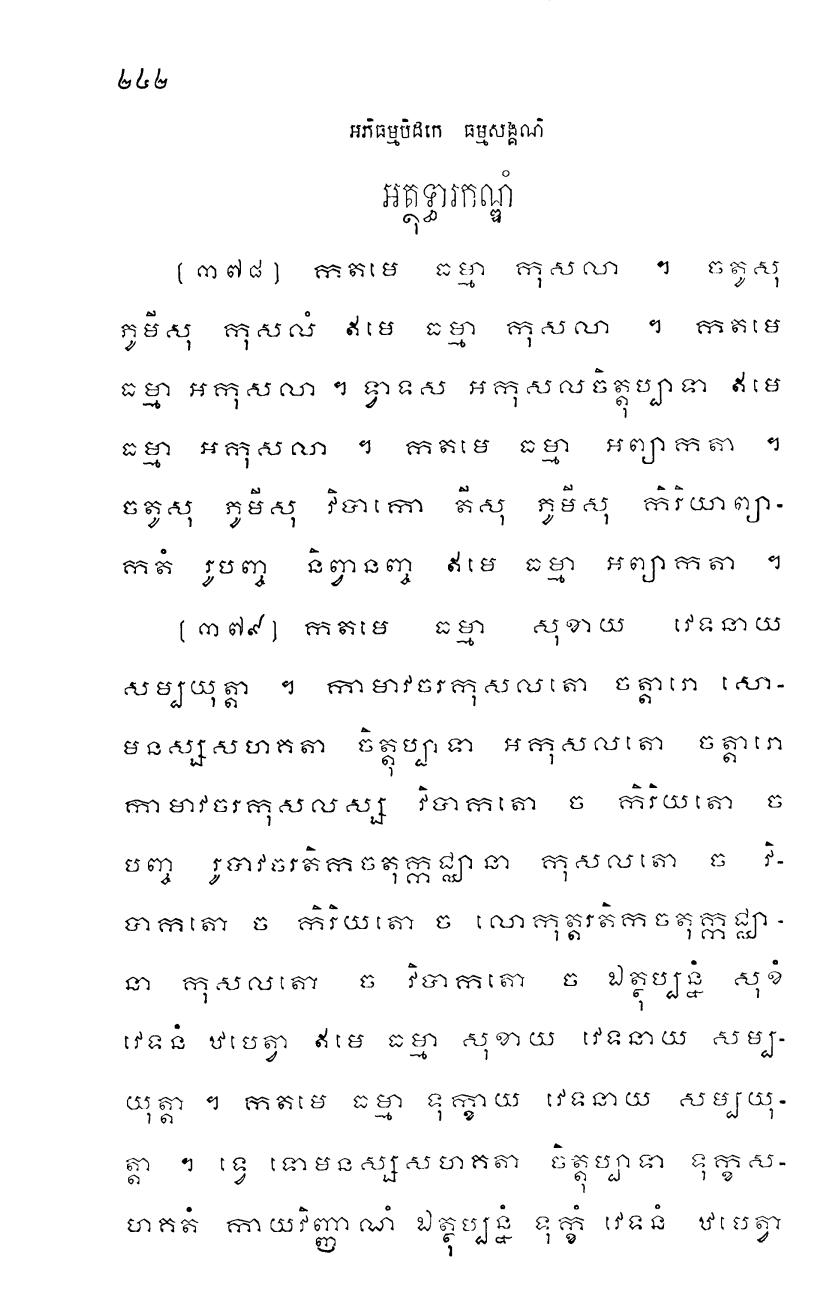 ២៤២
អភិធម្មបិដកេ ធម្មសង្គណិ
អត្ថុទ្ធារកណ្ឌំ
[៣៧៨] កតមេ ធម្មា កុសលា ។ ចតូសុ
ភូមីសុ កុសលំ ឥមេ ធម្មា កុសលា ។ កតមេ
ធម្មា អកុសលា ។ ទ្វាទស អកុសលចិត្តុប្បាទា ឥមេ
ធម្មា អកុសលា ។ កតមេ ធម្មា អព្យាកតា ។
ចតូសុ ភូមីសុ វិបាកោ តីសុ ភូមីសុ កិរិយាព្យា-
កតំ រូបញ្ច និព្វានញ្ច ឥមេ ធម្មា អព្យាកតា ។
[៣៧៩] កតមេ ធម្មា សុខាយ វេទនាយ
សម្បយុត្តា ។ កាមាវចរកុសលតោ ចត្តារោ សោ-
មនស្សសហគតា ចិត្តុប្បាទា អកុសលតោ ចត្តារោ
កាមាវចរកុសលស្ស វិបាកតោ ច កិរិយតោ ច
បញ្ច រូបាវចរតិកចតុក្កជ្ឈានា កុសលតោ ច វិ-
បាកតោ ច កិរិយតោ ច លោកុត្តរតិកចតុក្កជ្ឈា-
នា កុសលតោ ច វិបាកតោ ច ឯត្ថុប្បន្នំ សុខំ
វេទនំ ឋបេត្វា ឥមេ ធម្មា សុខាយ វេទនាយ សម្ប-
យុត្តា ។ កតមេ ធម្មា ទុក្ខាយ វេទនាយ សម្បយុ-
ត្តា ។ ទ្វេ ទោមនស្សសហគតា ចិត្តុប្បាទា ទុក្ខស-
ហគតំ កាយវិញ្ញាណំ ឯត្ថុប្បន្នំ ទុក្ខំ វេទនំ ឋបេត្វា